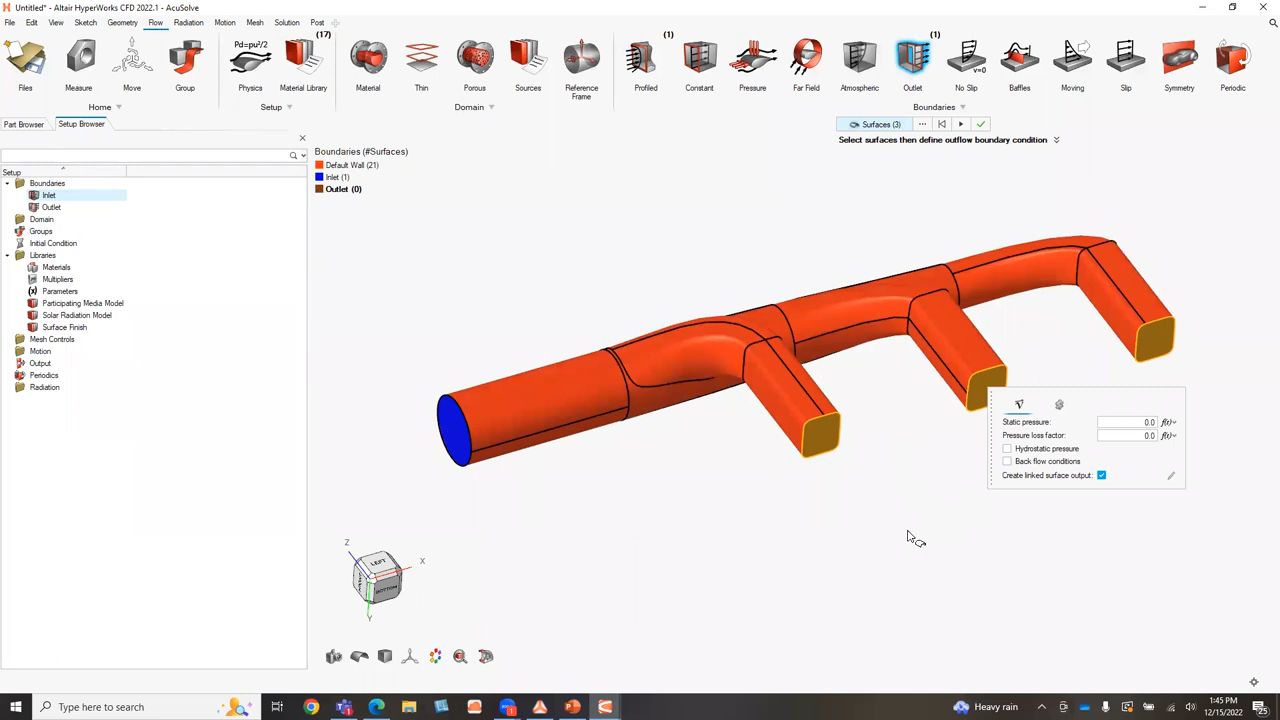 Untitled* - Altair HyperWorks CFD 2022.1 - AcuSolve
File Edit View Sketch Geometry Flow Radiation Motion Mesh Solution Post
(17) (1) (1)
Pd=ρu²/2 v=0
Files Measure Move Group Physics Material Library Material Thin Porous Sources Reference Frame Profiled Constant Pressure Far Field Atmospheric Outlet No Slip Baffles Moving Slip Symmetry Periodic
Home Setup Domain Boundaries
Part Browser Setup Browser
Surfaces (3) ...
Select surfaces then define outflow boundary condition
Setup
Boundaries
Inlet
Outlet
Domain
Groups
Initial Condition
Libraries
Materials
Multipliers
(x) Parameters
Participating Media Model
Solar Radiation Model
Surface Finish
Mesh Controls
Motion
Output
Periodics
Radiation
Boundaries (#Surfaces)
Default Wall (21)
Inlet (1)
Outlet (0)
Static pressure: 0.0 f(x)
Pressure loss factor: 0.0 f(x)
Hydrostatic pressure
Back flow conditions
Create linked surface output:
Z
X
LEFT
BOTTOM
Y
Type here to search
Heavy rain
1:45 PM
12/15/2022